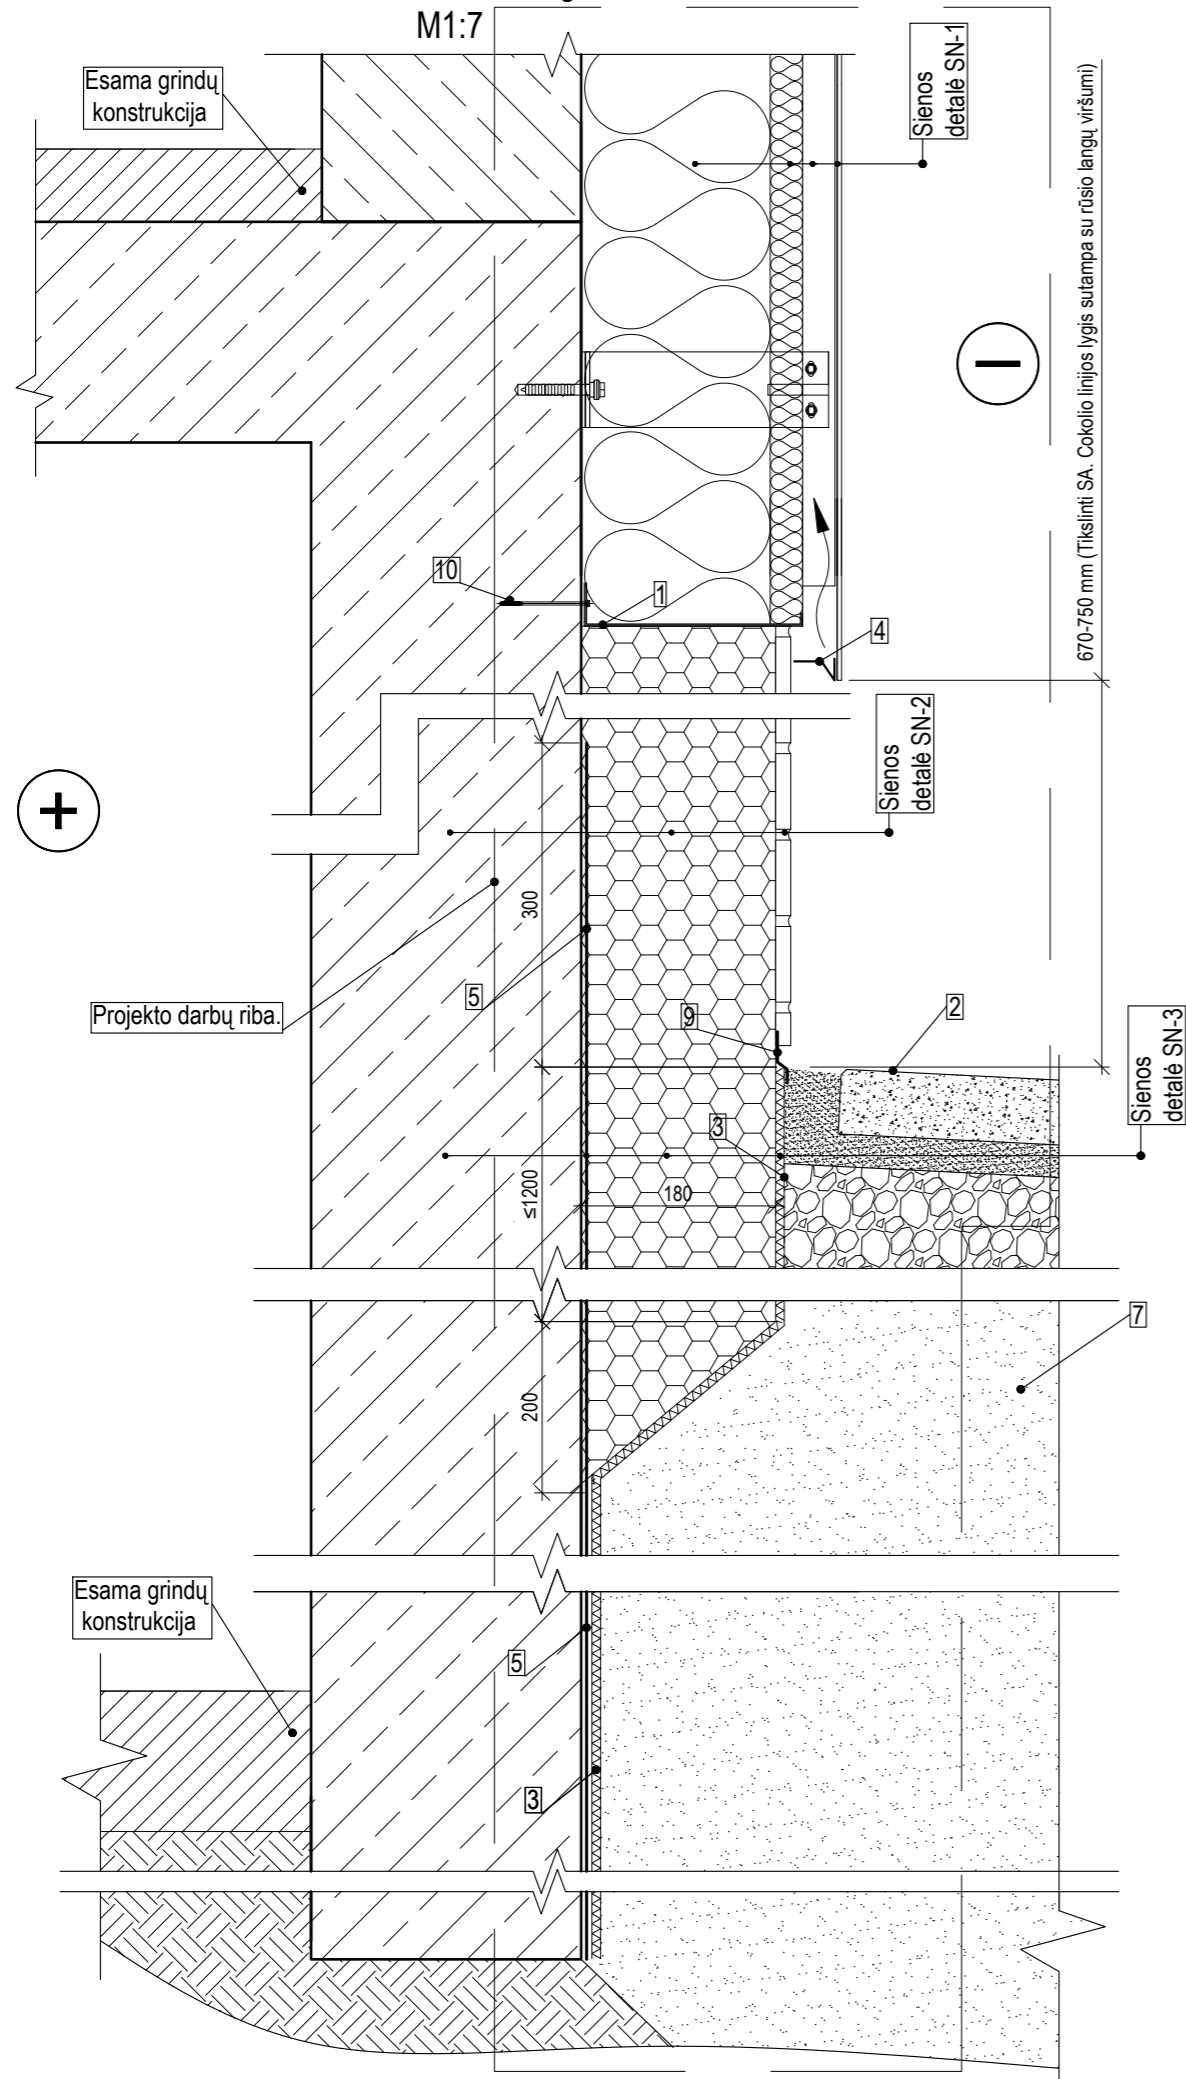 M1:7
Esama grindų
konstrukcija
Sienos
detalė SN-1
670-750 mm (Tikslinti SA. Cokolio linijos lygis sutampa su rūsio langų viršumi)
10
1
4
Sienos
detalė SN-2
300
5
Projekto darbų riba.
9
2
Sienos
detalė SN-3
3
≤1200
180
7
200
Esama grindų
konstrukcija
5
3